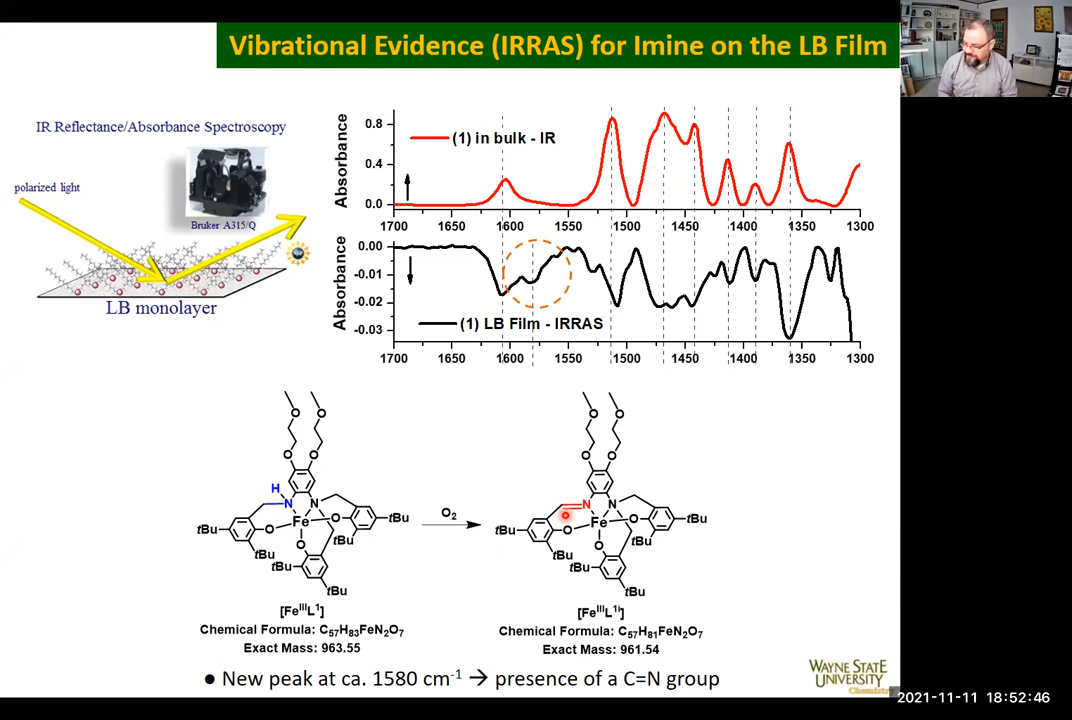 Vibrational Evidence (IRRAS) for Imine on the LB Film
IR Reflectance/Absorbance Spectroscopy
polarized light
Bruker A315/Q
LB monolayer
Absorbance
0.8
0.4
0.0
(1) in bulk - IR
1700 1650 1600 1550 1500 1450 1400 1350 1300
Absorbance
0.00
-0.01
-0.02
-0.03
(1) LB Film - IRRAS
1700 1650 1600 1550 1500 1450 1400 1350 1300
O O
O O
H
N N
tBu O Fe O tBu
O tBu
tBu
tBu
tBu
[FeIIIL1]
Chemical Formula: C57H83FeN2O7
Exact Mass: 963.55
O2
O O
O O
N N
tBu O Fe O tBu
O tBu
tBu
tBu
tBu
[FeIIIL1i]
Chemical Formula: C57H81FeN2O7
Exact Mass: 961.54
● New peak at ca. 1580 cm-1 → presence of a C=N group
WAYNE STATE
UNIVERSITY
Chemistry
2021-11-11 18:52:46